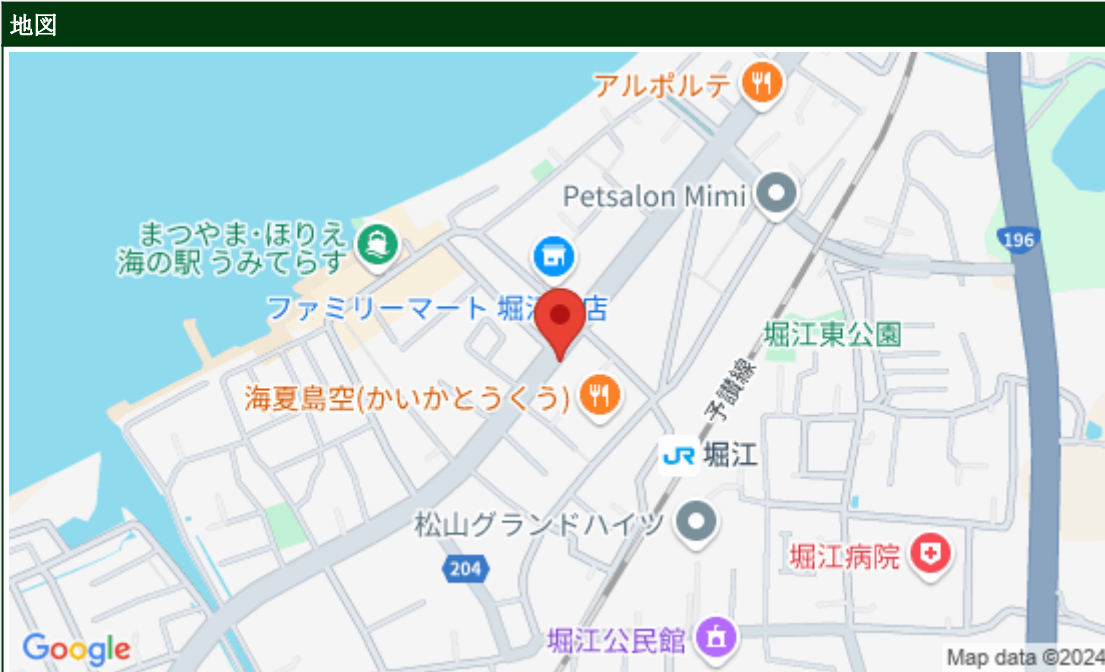 地図
アルポルテ
Petsalon Mimi
まつやま・ほりえ
海の駅 うみてらす
196
ファミリーマート 堀 店
堀江東公園
予讃線
海夏島空(かいかとうくう)
JR 堀江
松山グランドハイツ
204
堀江病院
堀江公民館
Google
Map data ©2024